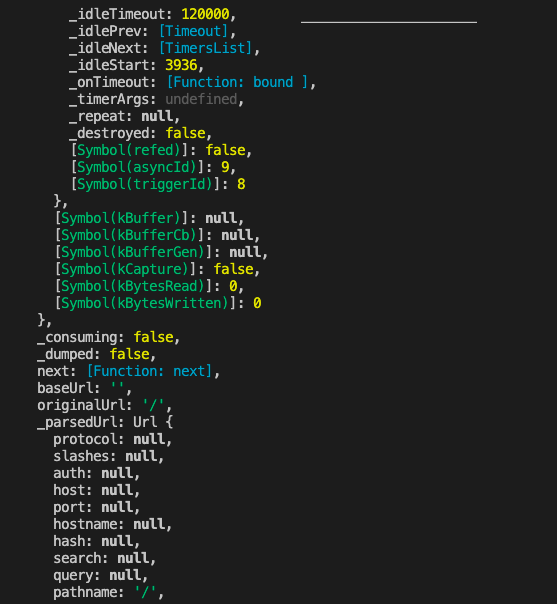 _idleTimeout: 120000,
_idlePrev: [Timeout],
_idleNext: [TimersList],
_idleStart: 3936,
_onTimeout: [Function: bound ],
_timerArgs: undefined,
_repeat: null,
_destroyed: false,
[Symbol(refed)]: false,
[Symbol(asyncId)]: 9,
[Symbol(triggerId)]: 8
},
[Symbol(kBuffer)]: null,
[Symbol(kBufferCb)]: null,
[Symbol(kBufferGen)]: null,
[Symbol(kCapture)]: false,
[Symbol(kBytesRead)]: 0,
[Symbol(kBytesWritten)]: 0
},
_consuming: false,
_dumped: false,
next: [Function: next],
baseUrl: '',
originalUrl: '/',
_parsedUrl: Url {
protocol: null,
slashes: null,
auth: null,
host: null,
port: null,
hostname: null,
hash: null,
search: null,
query: null,
pathname: '/',